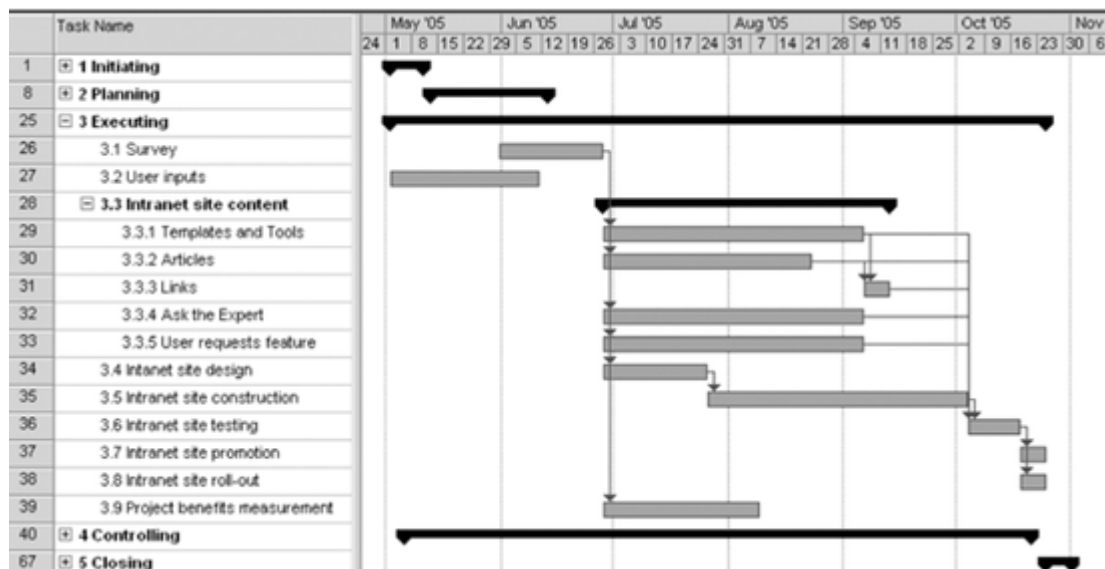 Task Name
May '05 Jun '05 Jul '05 Aug '05 Sep '05 Oct '05 Nov
24 1 8 15 22 29 5 12 19 26 3 10 17 24 31 7 14 21 28 4 11 18 25 2 9 16 23 30 6
1 1 Initiating
8 2 Planning
25 3 Executing
26 3.1 Survey
27 3.2 User inputs
28 3.3 Intranet site content
29 3.3.1 Templates and Tools
30 3.3.2 Articles
31 3.3.3 Links
32 3.3.4 Ask the Expert
33 3.3.5 User requests feature
34 3.4 Intanet site design
35 3.5 Intranet site construction
36 3.6 Intranet site testing
37 3.7 Intranet site promotion
38 3.8 Intranet site roll-out
39 3.9 Project benefits measurement
40 4 Controlling
67 5 Closing